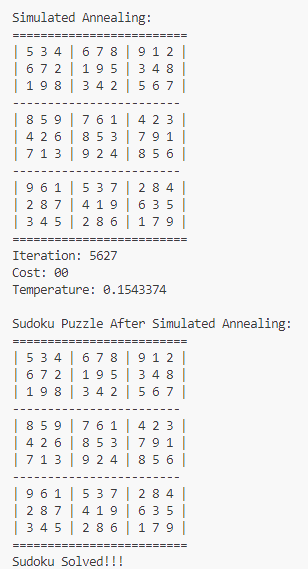 Simulated Annealing:
=========================
| 5 3 4 | 6 7 8 | 9 1 2 |
| 6 7 2 | 1 9 5 | 3 4 8 |
| 1 9 8 | 3 4 2 | 5 6 7 |
------------------------
| 8 5 9 | 7 6 1 | 4 2 3 |
| 4 2 6 | 8 5 3 | 7 9 1 |
| 7 1 3 | 9 2 4 | 8 5 6 |
------------------------
| 9 6 1 | 5 3 7 | 2 8 4 |
| 2 8 7 | 4 1 9 | 6 3 5 |
| 3 4 5 | 2 8 6 | 1 7 9 |
=========================
Iteration: 5627
Cost: 00
Temperature: 0.1543374
Sudoku Puzzle After Simulated Annealing:
=========================
| 5 3 4 | 6 7 8 | 9 1 2 |
| 6 7 2 | 1 9 5 | 3 4 8 |
| 1 9 8 | 3 4 2 | 5 6 7 |
------------------------
| 8 5 9 | 7 6 1 | 4 2 3 |
| 4 2 6 | 8 5 3 | 7 9 1 |
| 7 1 3 | 9 2 4 | 8 5 6 |
------------------------
| 9 6 1 | 5 3 7 | 2 8 4 |
| 2 8 7 | 4 1 9 | 6 3 5 |
| 3 4 5 | 2 8 6 | 1 7 9 |
=========================
Sudoku Solved!!!